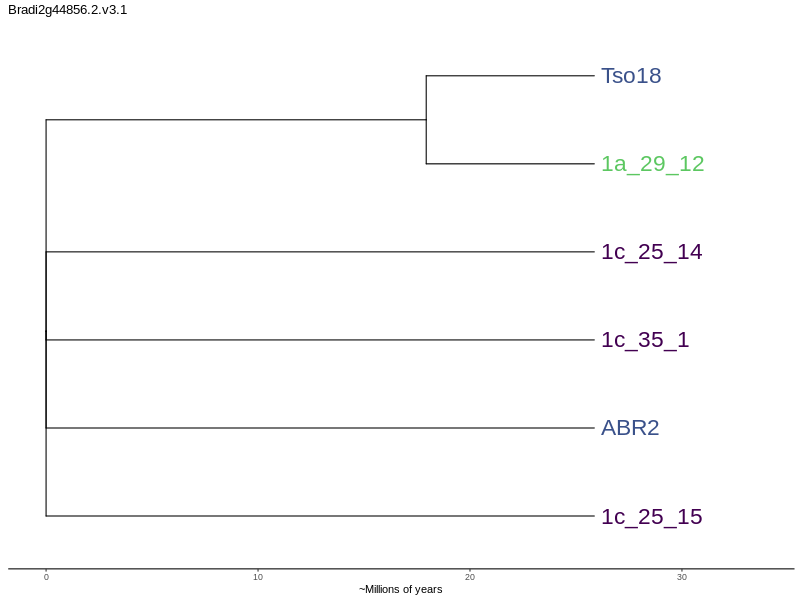 Bradi2g44856.2.v3.1
Tso18
1a_29_12
1c_25_14
1c_35_1
ABR2
1c_25_15
0 10 20 30
~Millions of years